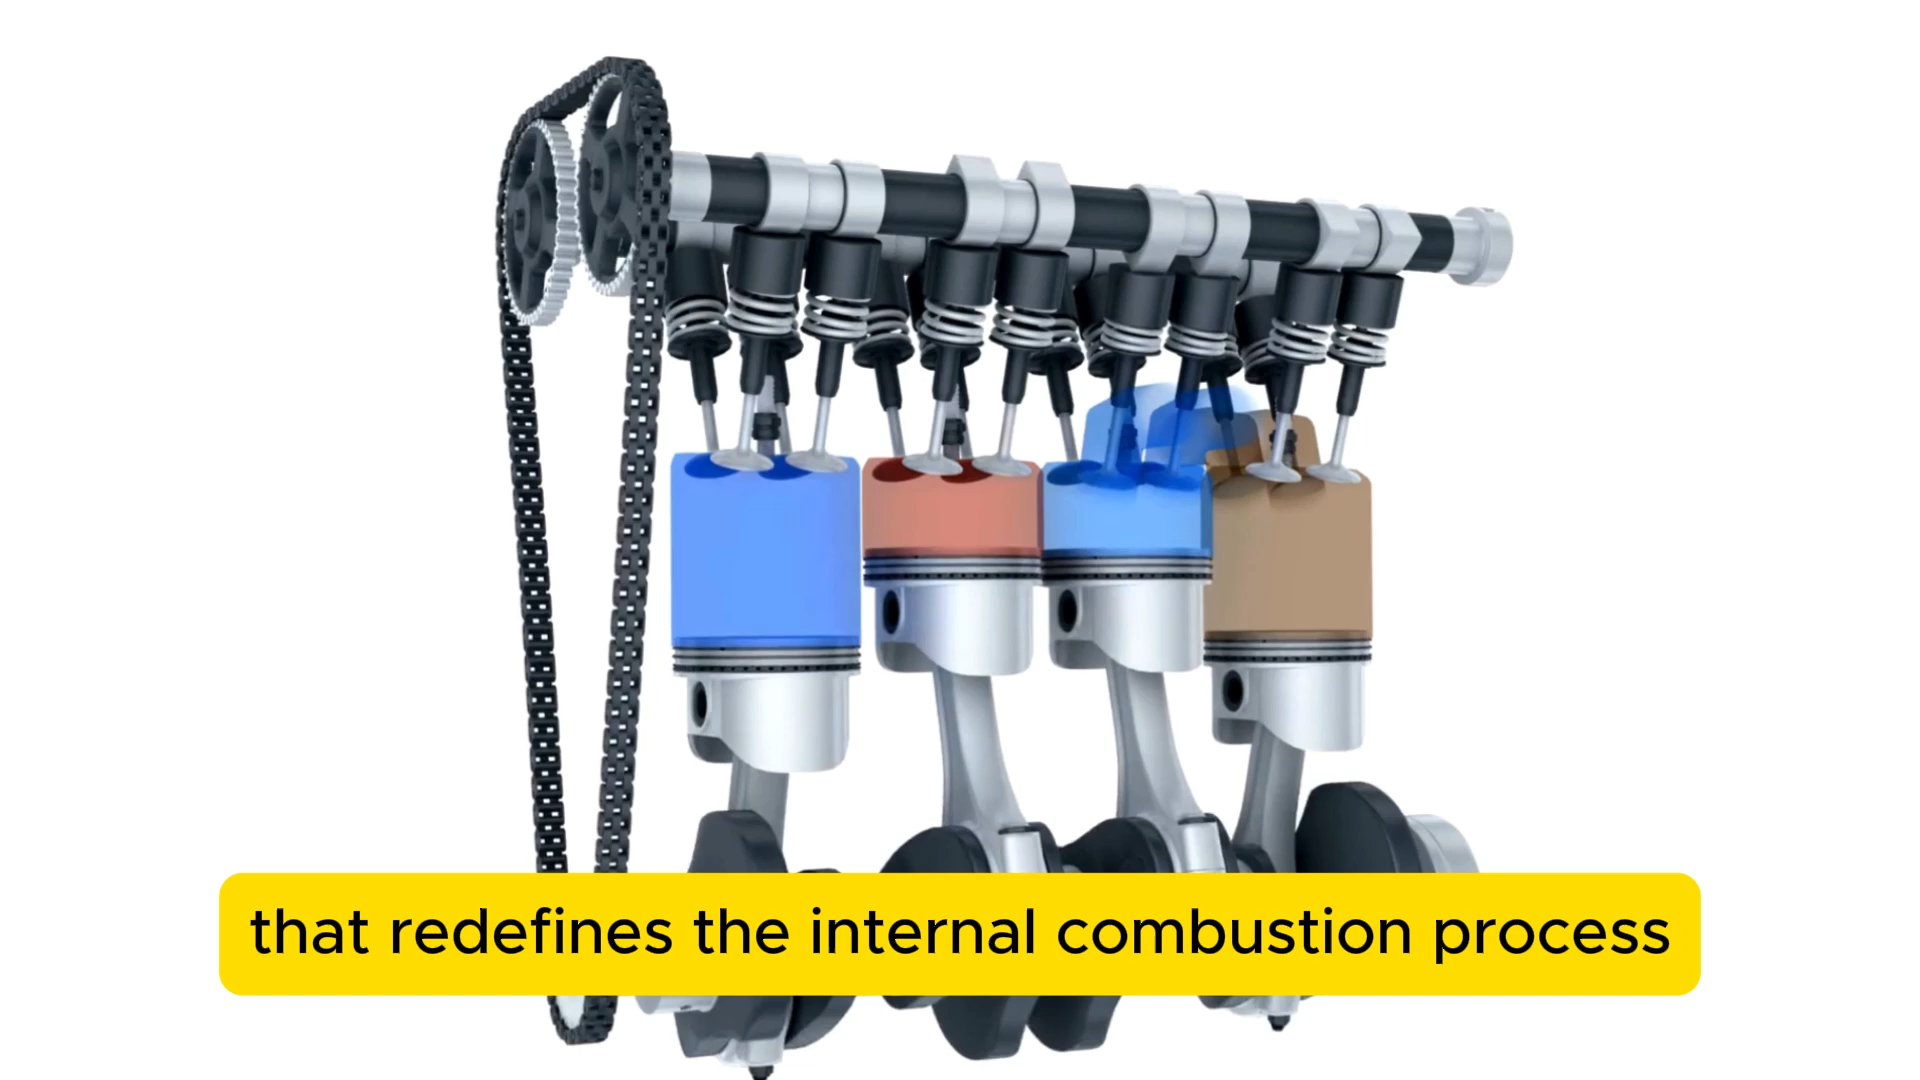 that redefines the internal combustion process